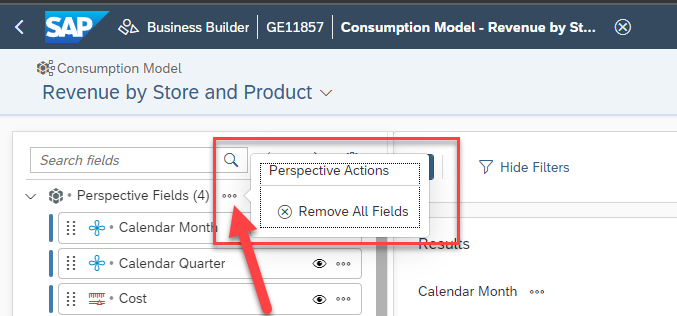 SAP Business Builder GE11857 Consumption Model - Revenue by St...
Consumption Model
Revenue by Store and Product
Search fields
Perspective Actions
Hide Filters
Perspective Fields (4)
Remove All Fields
Calendar Month
Results
Calendar Quarter
Calendar Month
Cost